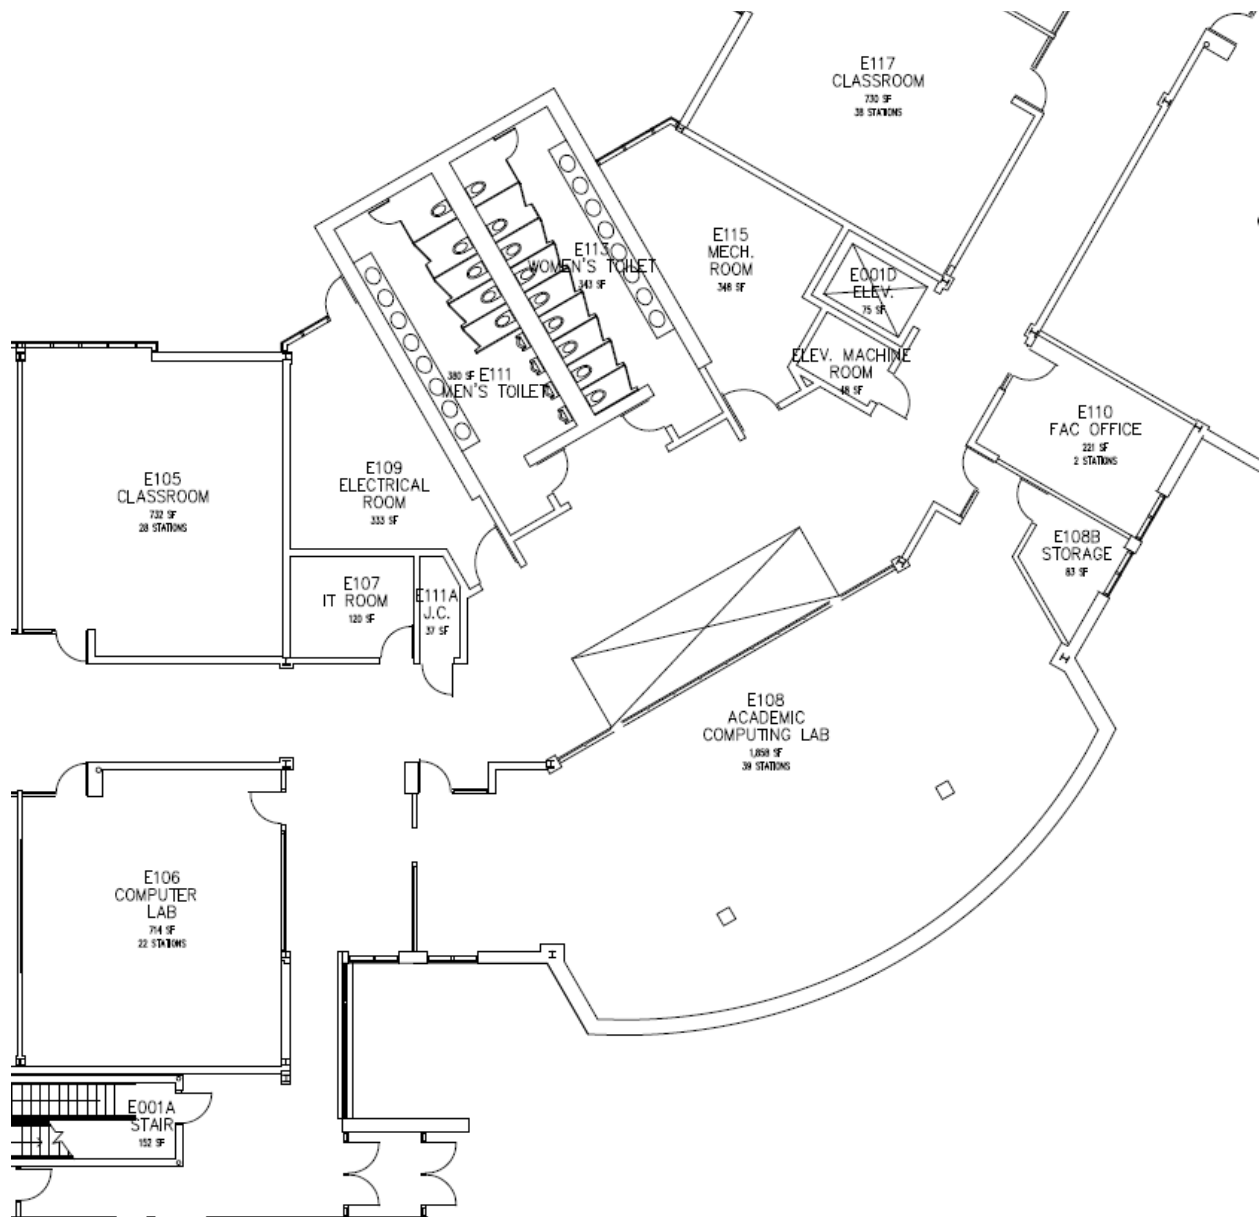 E117
CLASSROOM
730 SF
38 STATIONS
E113
WOMEN'S TOILET
343 SF
E115
MECH.
ROOM
348 SF
E001D
ELEV.
75 SF
ELEV. MACHINE
ROOM
48 SF
380 SF E111
MEN'S TOILET
E110
FAC OFFICE
221 SF
2 STATIONS
E105
CLASSROOM
732 SF
28 STATIONS
E109
ELECTRICAL
ROOM
333 SF
E108B
STORAGE
83 SF
E107
IT ROOM
120 SF
E111A
J.C.
37 SF
E108
ACADEMIC
COMPUTING LAB
1,858 SF
39 STATIONS
E106
COMPUTER
LAB
714 SF
22 STATIONS
E001A
STAIR
152 SF